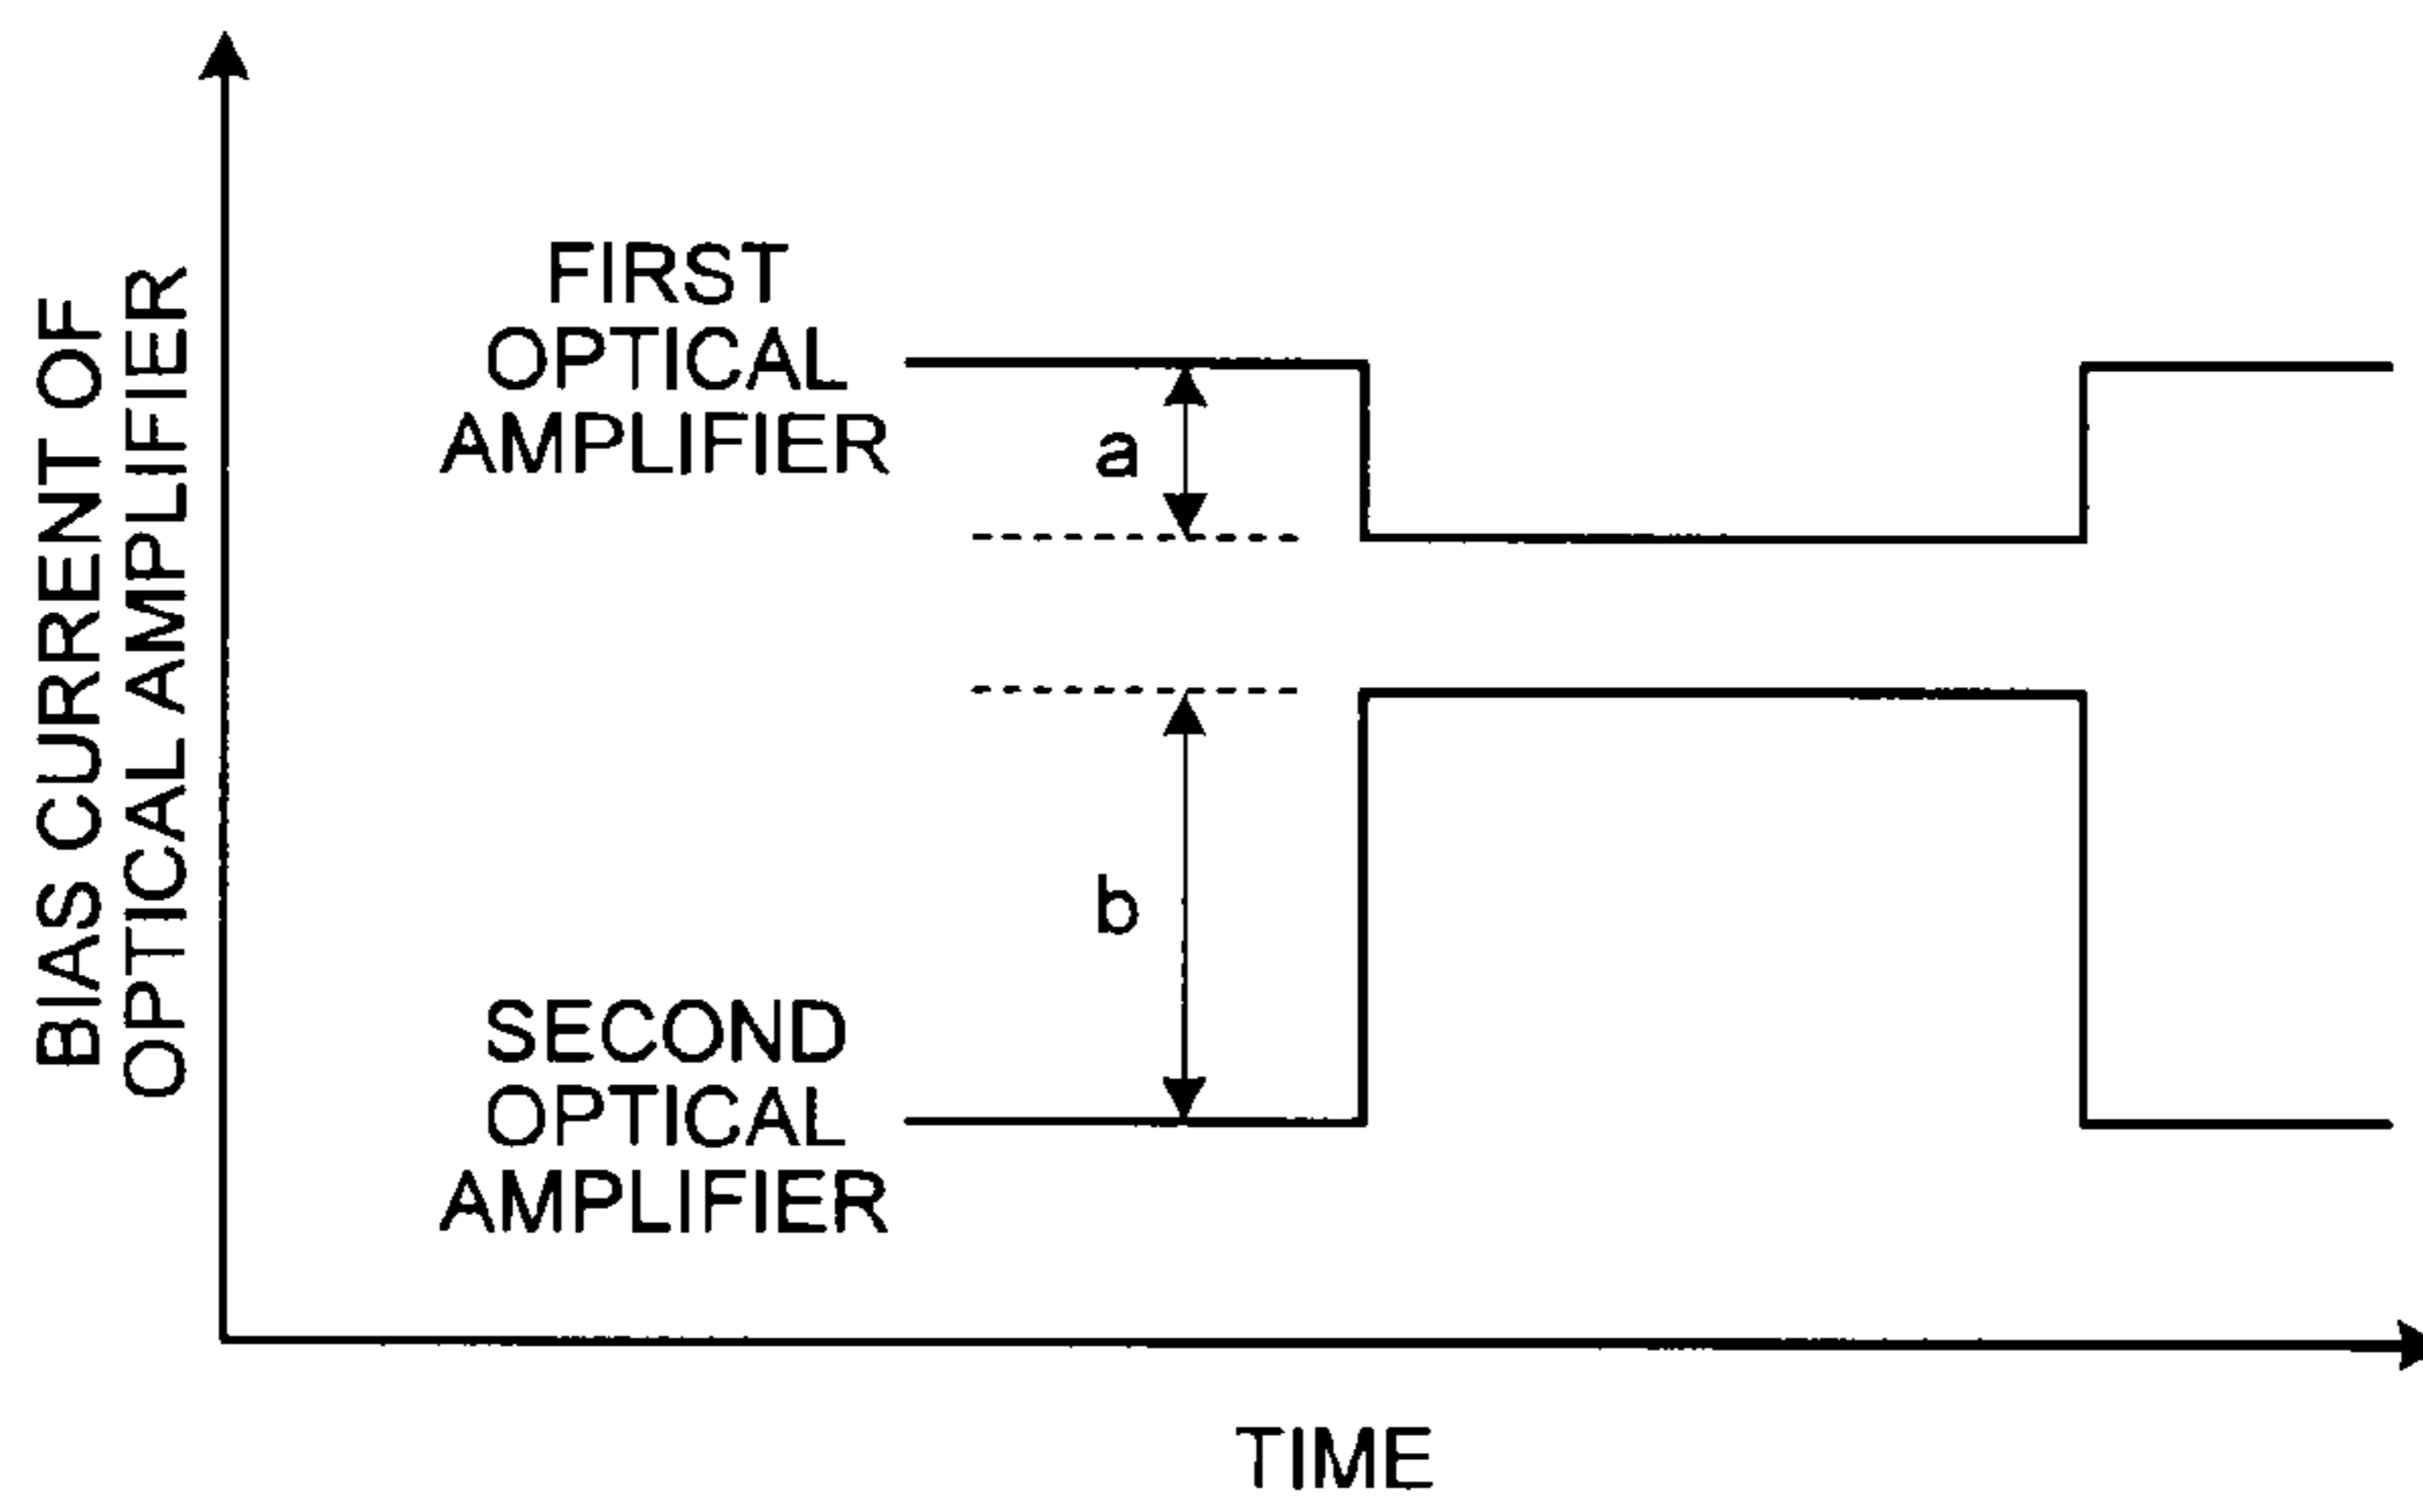 BIAS CURRENT OF
OPTICAL AMPLIFIER
FIRST
OPTICAL
AMPLIFIER
a
b
SECOND
OPTICAL
AMPLIFIER
TIME